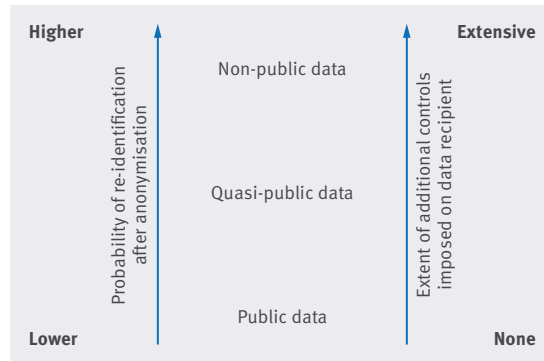 Higher
Extensive
Non-public data
Probability of re-identification
after anonymisation
Quasi-public data
Extent of additional controls
imposed on data recipient
Public data
Lower
None